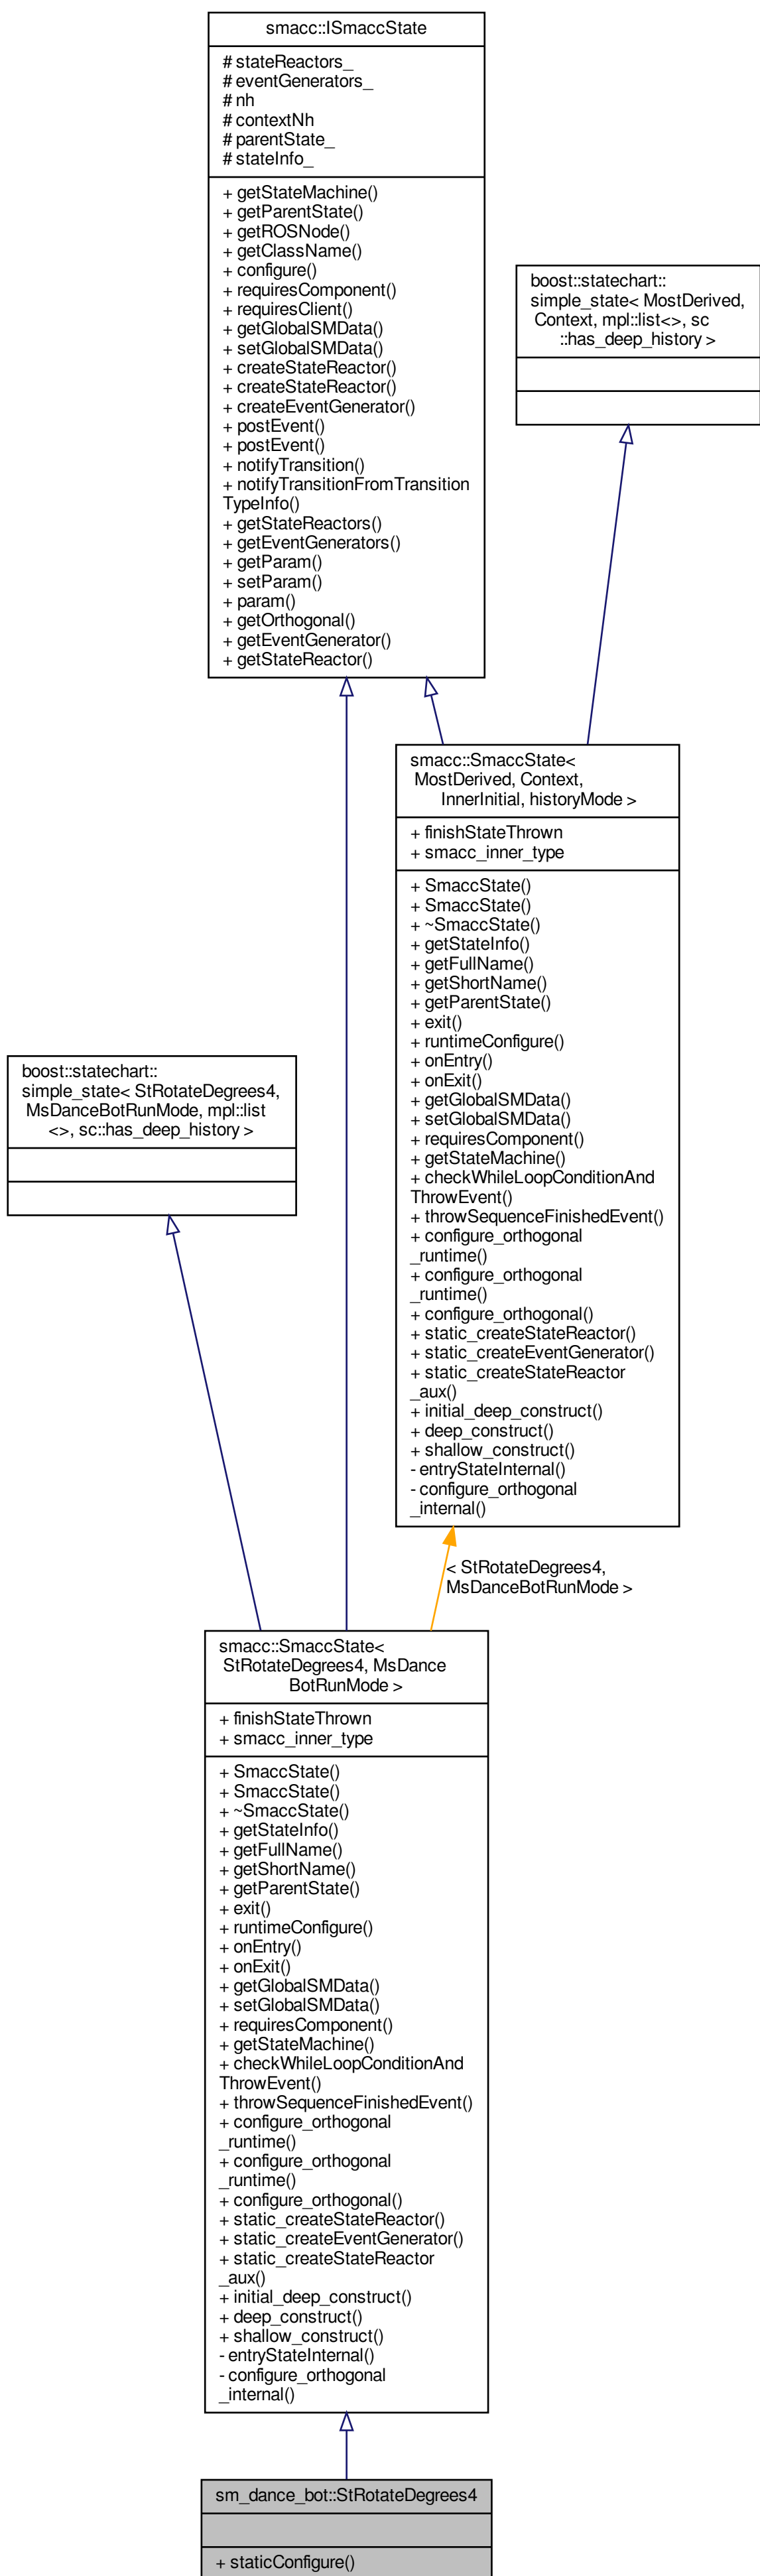 smacc::ISmaccState
# stateReactors_
# eventGenerators_
# nh
# contextNh
# parentState_
# stateInfo_
+ getStateMachine()
+ getParentState()
+ getROSNode()
+ getClassName()
+ configure()
+ requiresComponent()
+ requiresClient()
+ getGlobalSMData()
+ setGlobalSMData()
+ createStateReactor()
+ createStateReactor()
+ createEventGenerator()
+ postEvent()
+ postEvent()
+ notifyTransition()
+ notifyTransitionFromTransition
TypeInfo()
+ getStateReactors()
+ getEventGenerators()
+ getParam()
+ setParam()
+ param()
+ getOrthogonal()
+ getEventGenerator()
+ getStateReactor()
boost::statechart::
simple_state< MostDerived,
Context, mpl::list<>, sc
::has_deep_history >
smacc::SmaccState<
MostDerived, Context,
InnerInitial, historyMode >
+ finishStateThrown
+ smacc_inner_type
+ SmaccState()
+ SmaccState()
+ ~SmaccState()
+ getStateInfo()
+ getFullName()
+ getShortName()
+ getParentState()
+ exit()
+ runtimeConfigure()
+ onEntry()
+ onExit()
+ getGlobalSMData()
+ setGlobalSMData()
+ requiresComponent()
+ getStateMachine()
+ checkWhileLoopConditionAnd
ThrowEvent()
+ throwSequenceFinishedEvent()
+ configure_orthogonal
_runtime()
+ configure_orthogonal
_runtime()
+ configure_orthogonal()
+ static_createStateReactor()
+ static_createEventGenerator()
+ static_createStateReactor
_aux()
+ initial_deep_construct()
+ deep_construct()
+ shallow_construct()
- entryStateInternal()
- configure_orthogonal
_internal()
boost::statechart::
simple_state< StRotateDegrees4,
MsDanceBotRunMode, mpl::list
<>, sc::has_deep_history >
< StRotateDegrees4,
MsDanceBotRunMode >
smacc::SmaccState<
StRotateDegrees4, MsDance
BotRunMode >
+ finishStateThrown
+ smacc_inner_type
+ SmaccState()
+ SmaccState()
+ ~SmaccState()
+ getStateInfo()
+ getFullName()
+ getShortName()
+ getParentState()
+ exit()
+ runtimeConfigure()
+ onEntry()
+ onExit()
+ getGlobalSMData()
+ setGlobalSMData()
+ requiresComponent()
+ getStateMachine()
+ checkWhileLoopConditionAnd
ThrowEvent()
+ throwSequenceFinishedEvent()
+ configure_orthogonal
_runtime()
+ configure_orthogonal
_runtime()
+ configure_orthogonal()
+ static_createStateReactor()
+ static_createEventGenerator()
+ static_createStateReactor
_aux()
+ initial_deep_construct()
+ deep_construct()
+ shallow_construct()
- entryStateInternal()
- configure_orthogonal
_internal()
sm_dance_bot::StRotateDegrees4
+ staticConfigure()